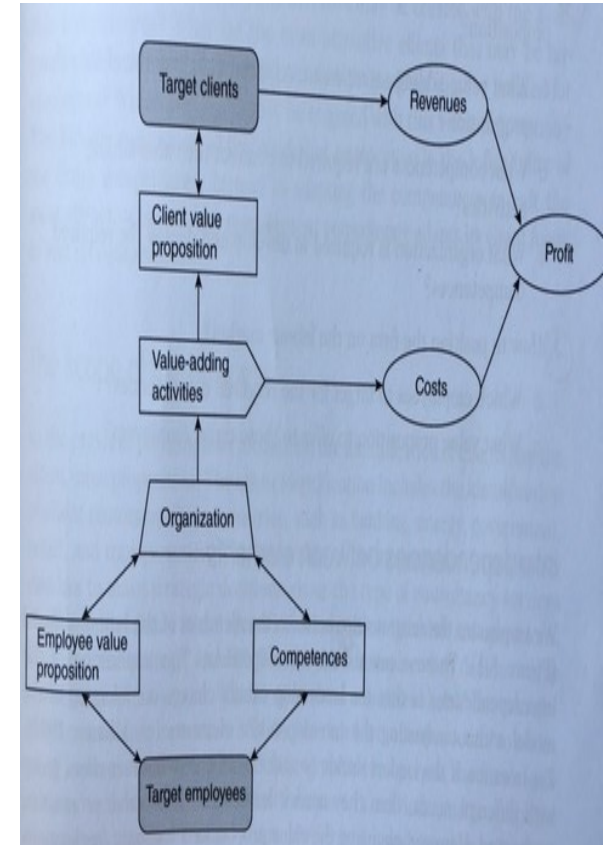 Target clients
Revenues
Client value
proposition
Profit
Value-adding
activities
Costs
Organization
Employee value
proposition
Competences
Target employees